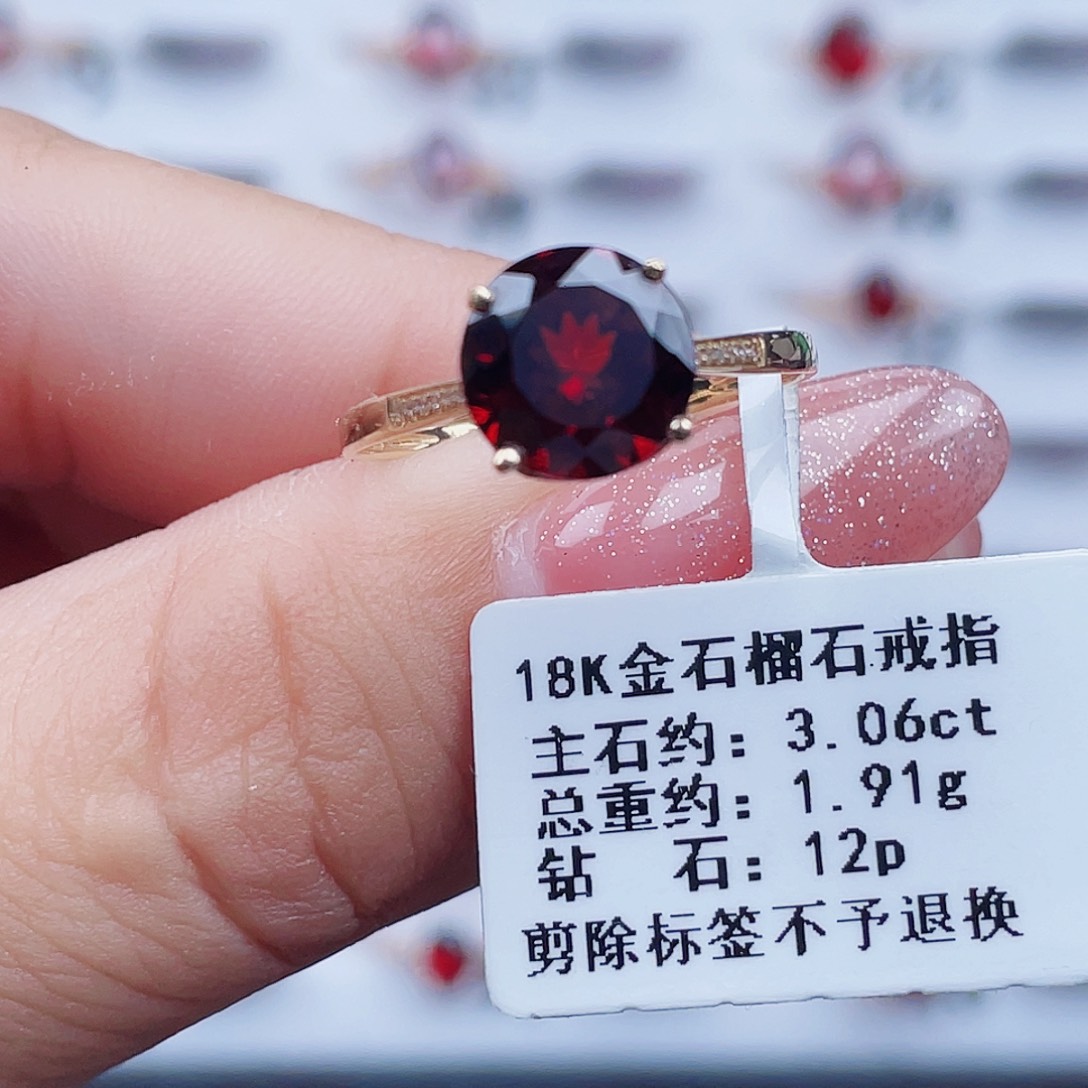 18K金石榴石戒指
主石约：3.06ct
总重约：1.91g
钻 石：12p
剪除标签不予退换